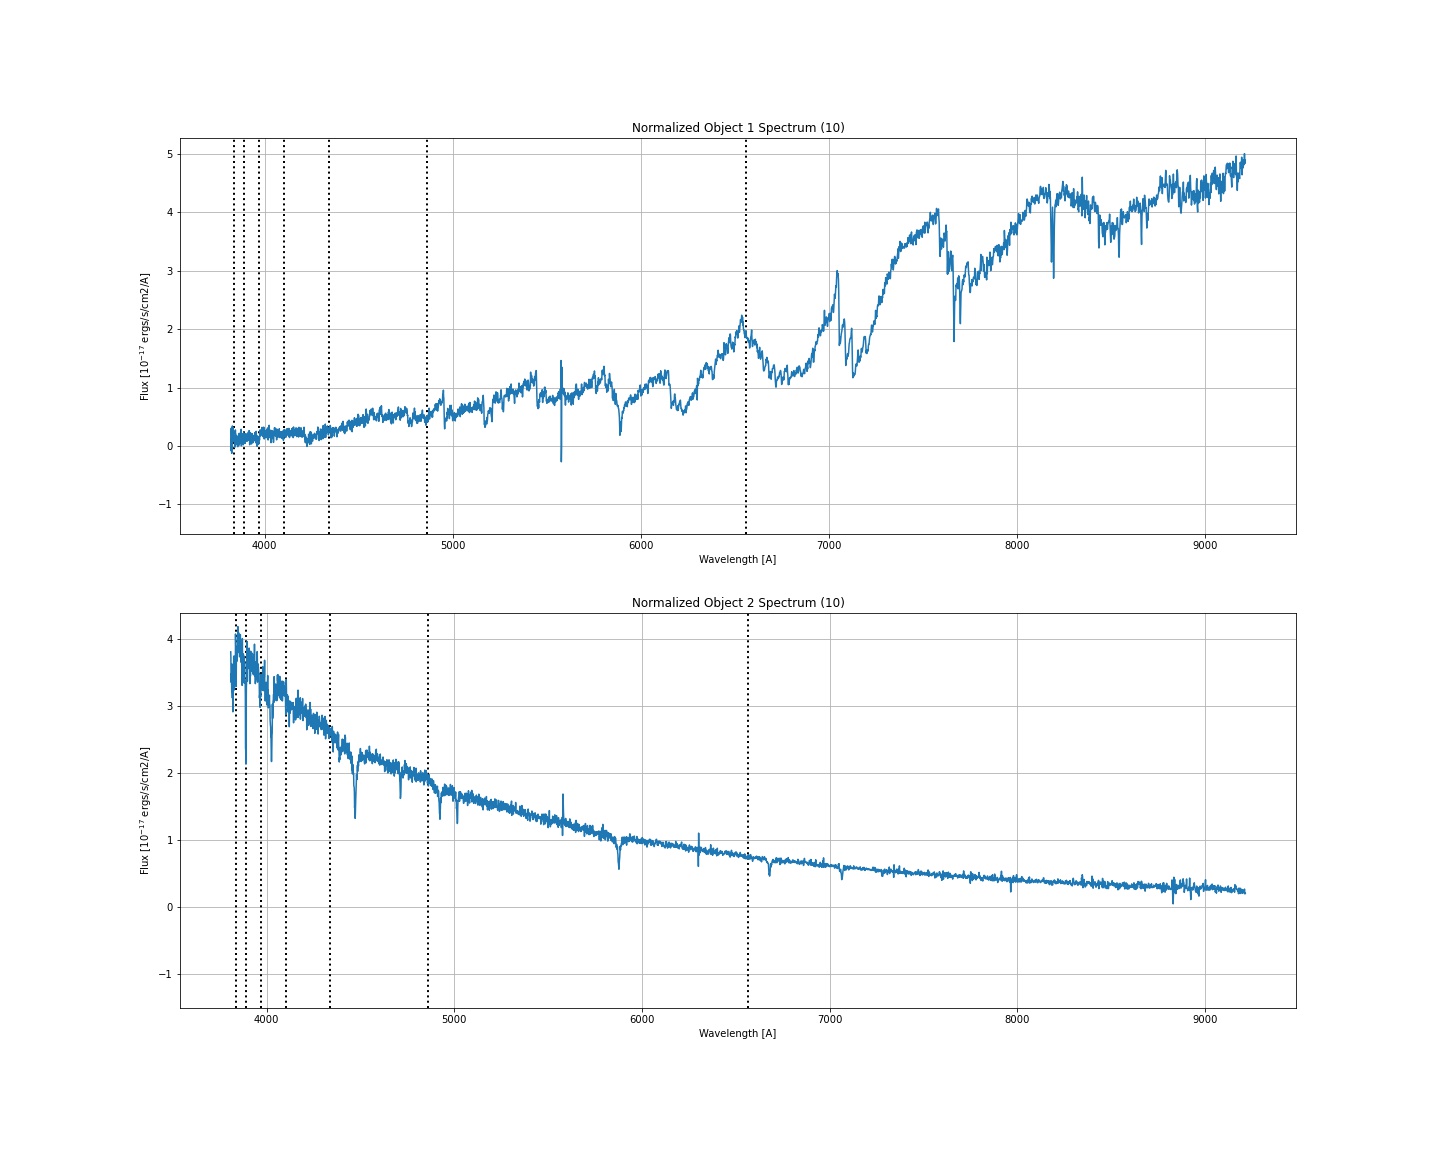 Normalized Object 1 Spectrum (10)
Flux [10⁻¹⁷ ergs/s/cm2/A]
5
4
3
2
1
0
−1
4000 5000 6000 7000 8000 9000
Wavelength [A]
Normalized Object 2 Spectrum (10)
Flux [10⁻¹⁷ ergs/s/cm2/A]
4
3
2
1
0
−1
4000 5000 6000 7000 8000 9000
Wavelength [A]